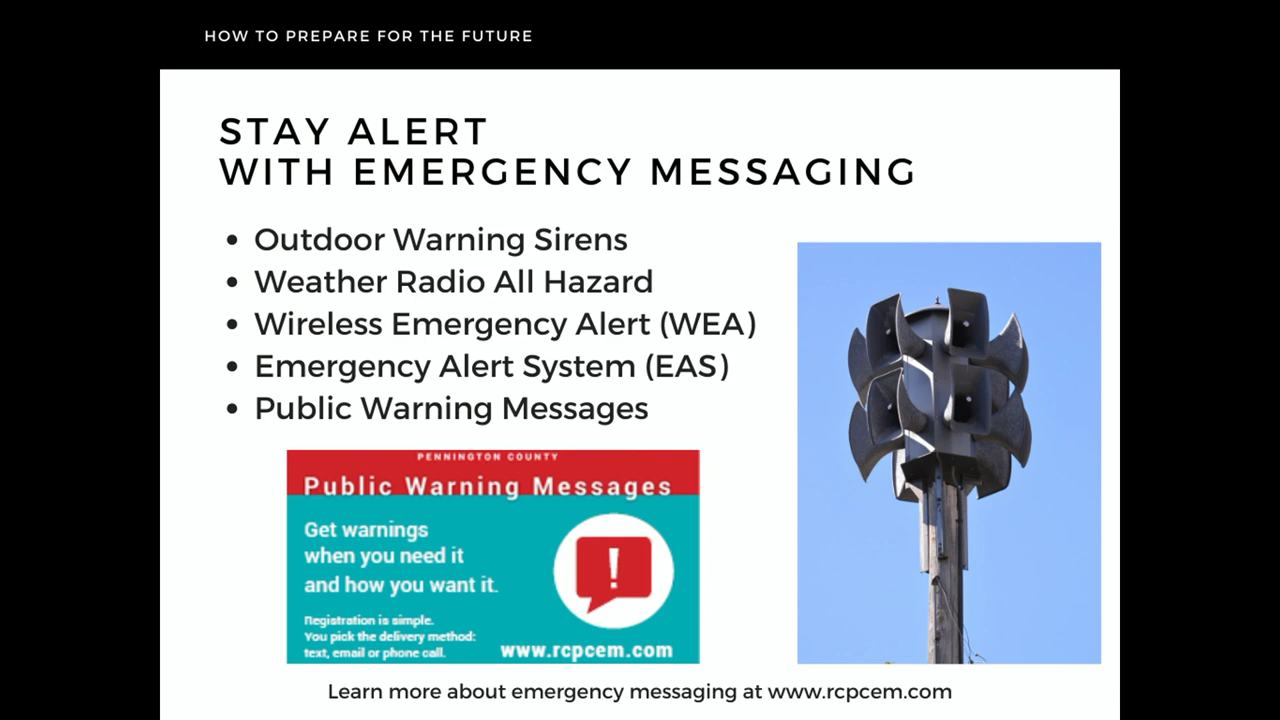 HOW TO PREPARE FOR THE FUTURE
STAY ALERT
WITH EMERGENCY MESSAGING
• Outdoor Warning Sirens
• Weather Radio All Hazard
• Wireless Emergency Alert (WEA)
• Emergency Alert System (EAS)
• Public Warning Messages
PENNINGTON COUNTY
Public Warning Messages
Get warnings
when you need it
and how you want it.
Registration is simple.
You pick the delivery method:
text, email or phone call.
www.rcpcem.com
Learn more about emergency messaging at www.rcpcem.com